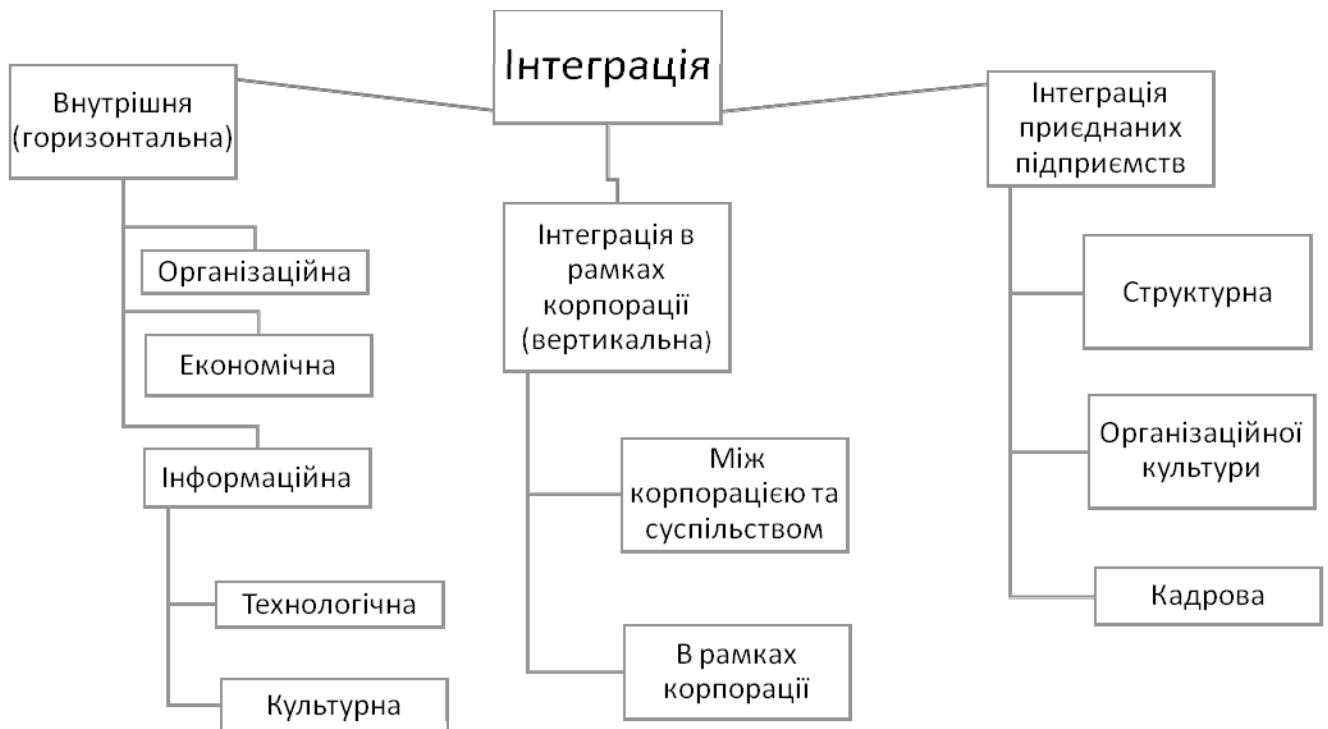 Інтеграція
Внутрішня
(горизонтальна)
Організаційна
Економічна
Інформаційна
Технологічна
Культурна
Інтеграція в
рамках
корпорації
(вертикальна)
Між
корпорацією та
суспільством
В рамках
корпорації
Інтеграція
приєднаних
підприємств
Структурна
Організаційної
культури
Кадрова